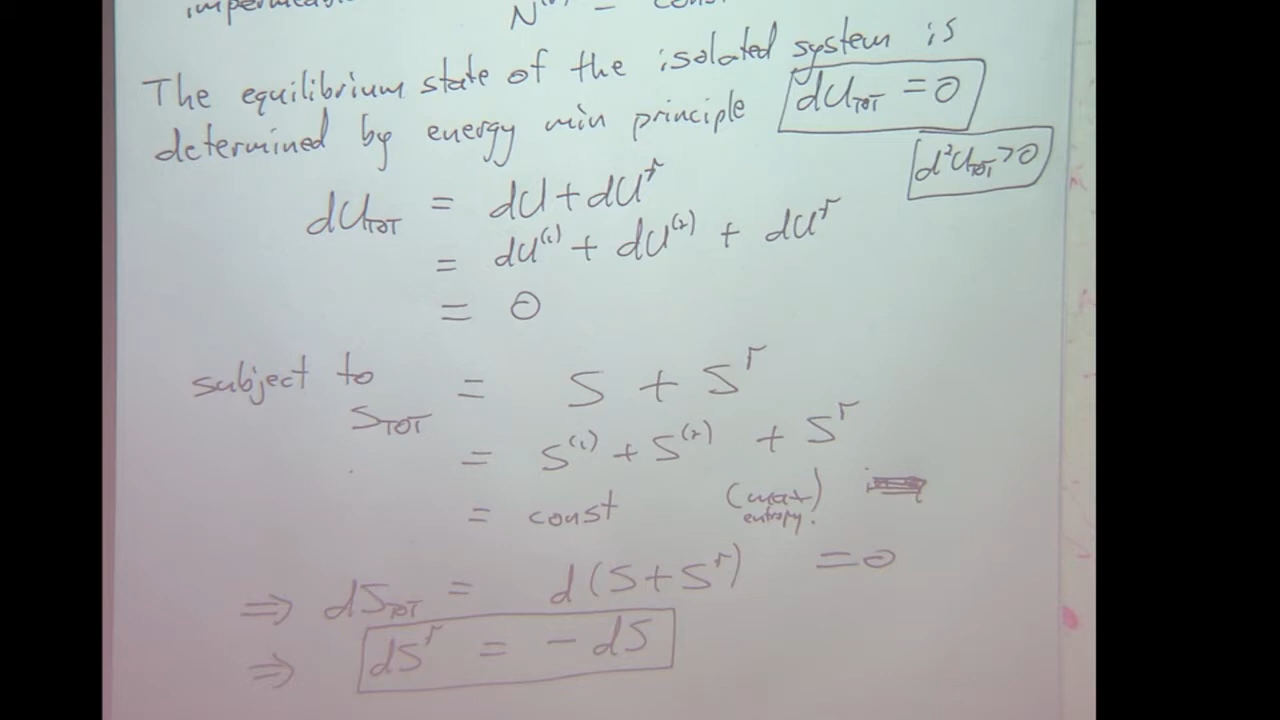 N = const
The equilibrium state of the isolated system is
determined by energy min principle dU_TOT = 0
d²U_TOT > 0
dU_TOT = dU + dU^r
= dU^(1) + dU^(2) + dU^r
= 0
subject to
S_TOT = S + S^r
= S^(1) + S^(2) + S^r
= const (max entropy.)
⇒ dS_TOT = d(S + S^r) = 0
⇒ dS^r = - dS